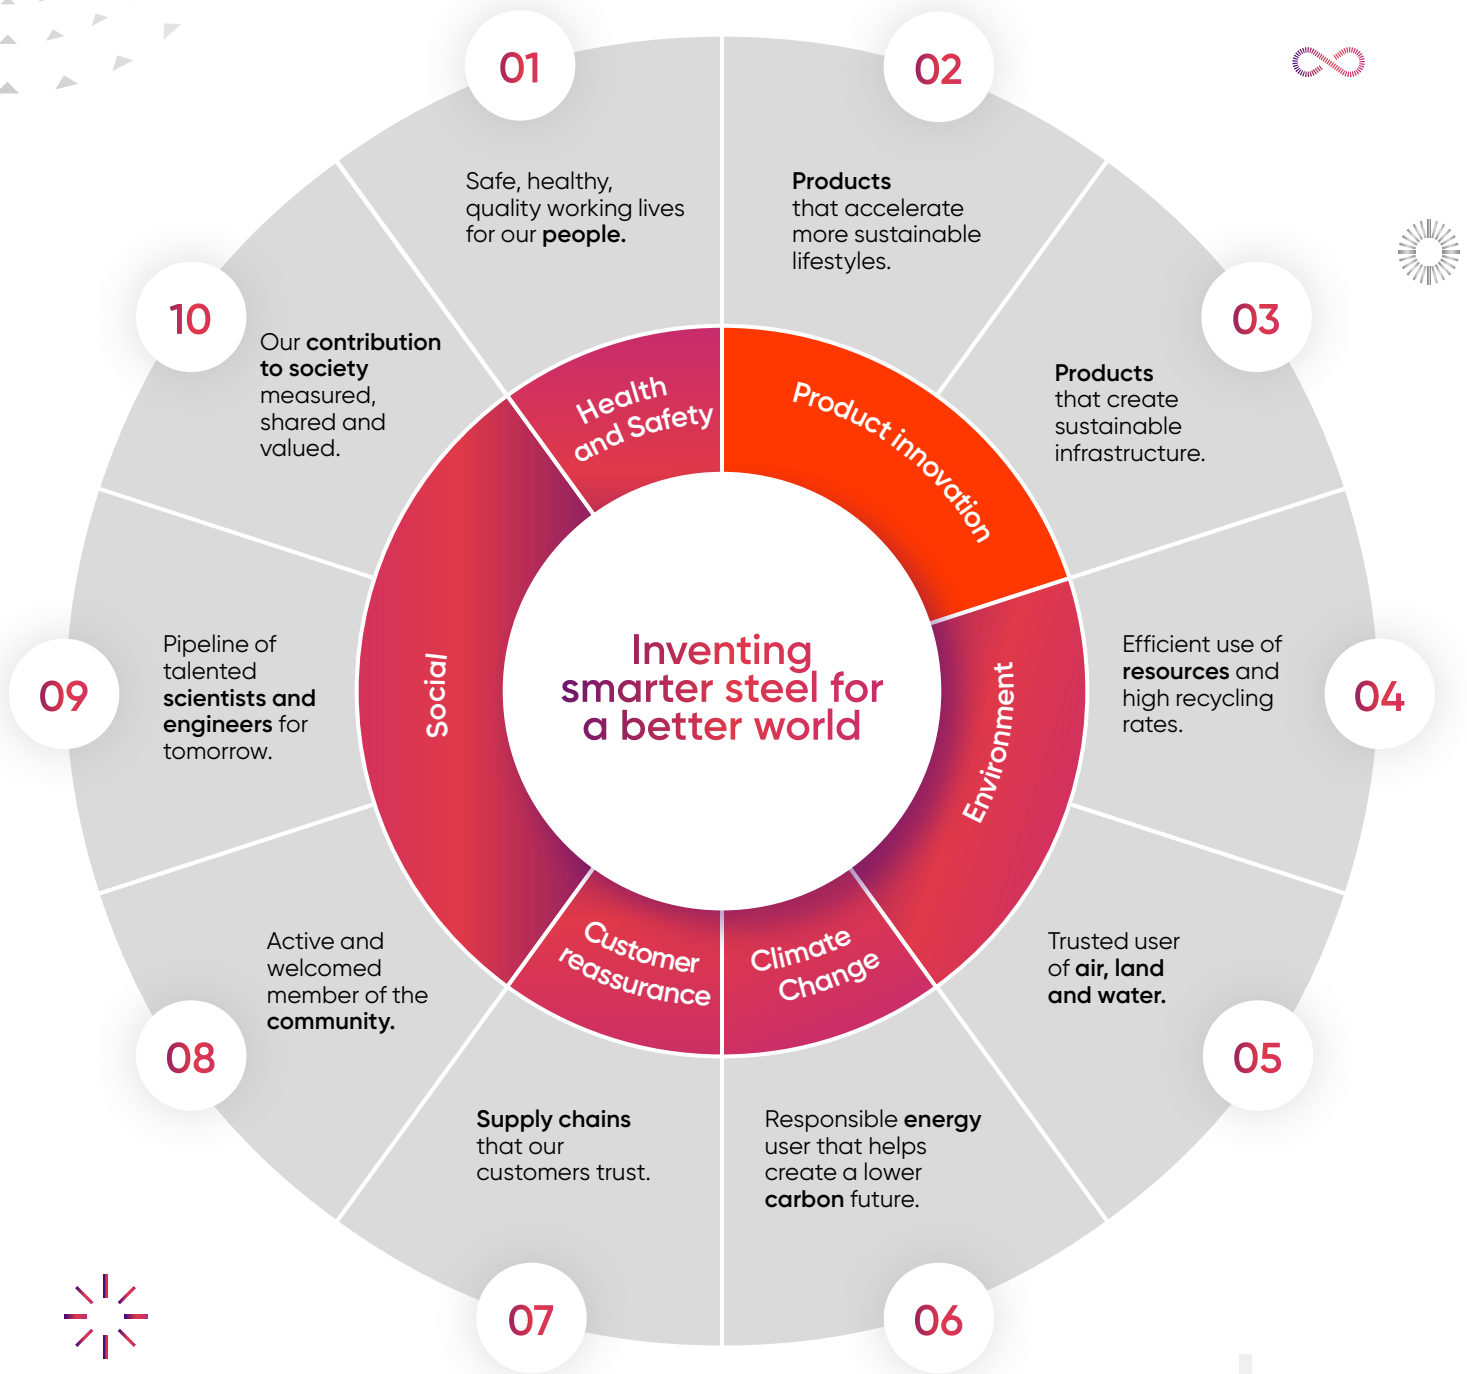 01
Safe, healthy,
quality working lives
for our people.
02
Products
that accelerate
more sustainable
lifestyles.
03
Products
that create
sustainable
infrastructure.
04
Efficient use of
resources and
high recycling
rates.
05
Trusted user
of air, land
and water.
06
Responsible energy
user that helps
create a lower
carbon future.
07
Supply chains
that our
customers trust.
08
Active and
welcomed
member of the
community.
09
Pipeline of
talented
scientists and
engineers for
tomorrow.
10
Our contribution
to society
measured,
shared and
valued.
Health
and Safety
Product innovation
Environment
Climate
Change
Customer
reassurance
Social
Inventing
smarter steel for
a better world